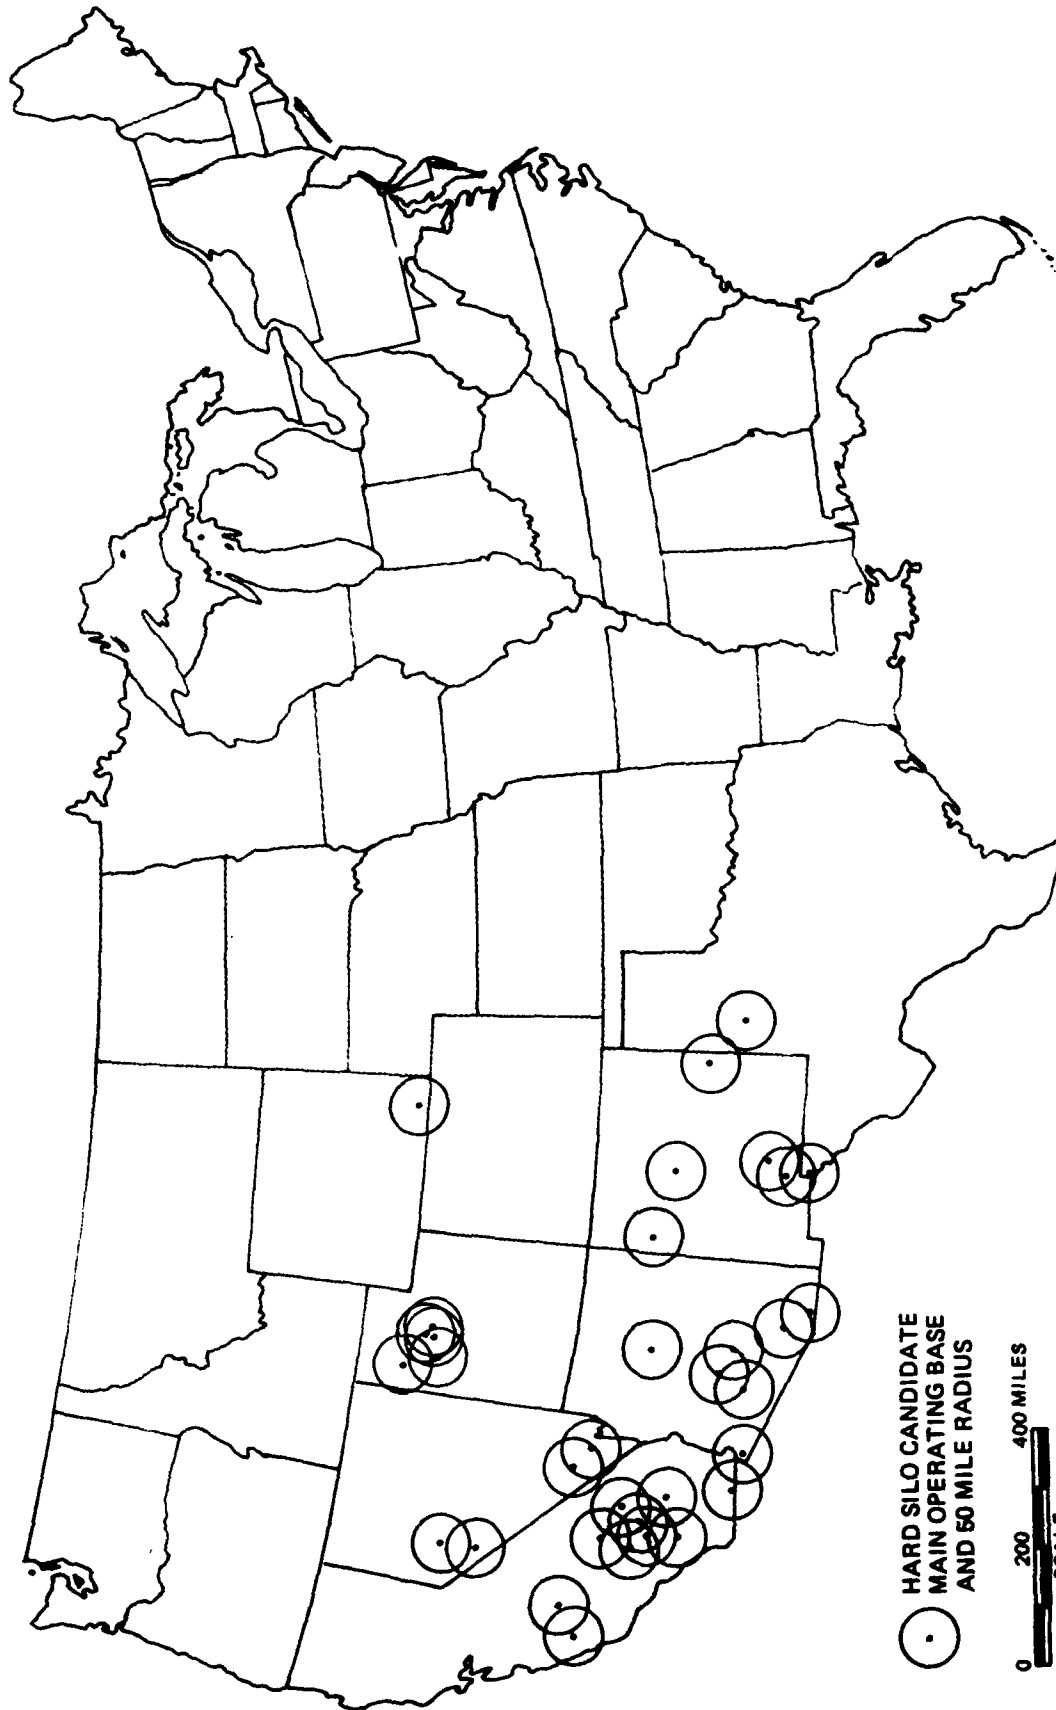 HARD SILO CANDIDATE
MAIN OPERATING BASE
AND 50 MILE RADIUS
0 200 400 MILES